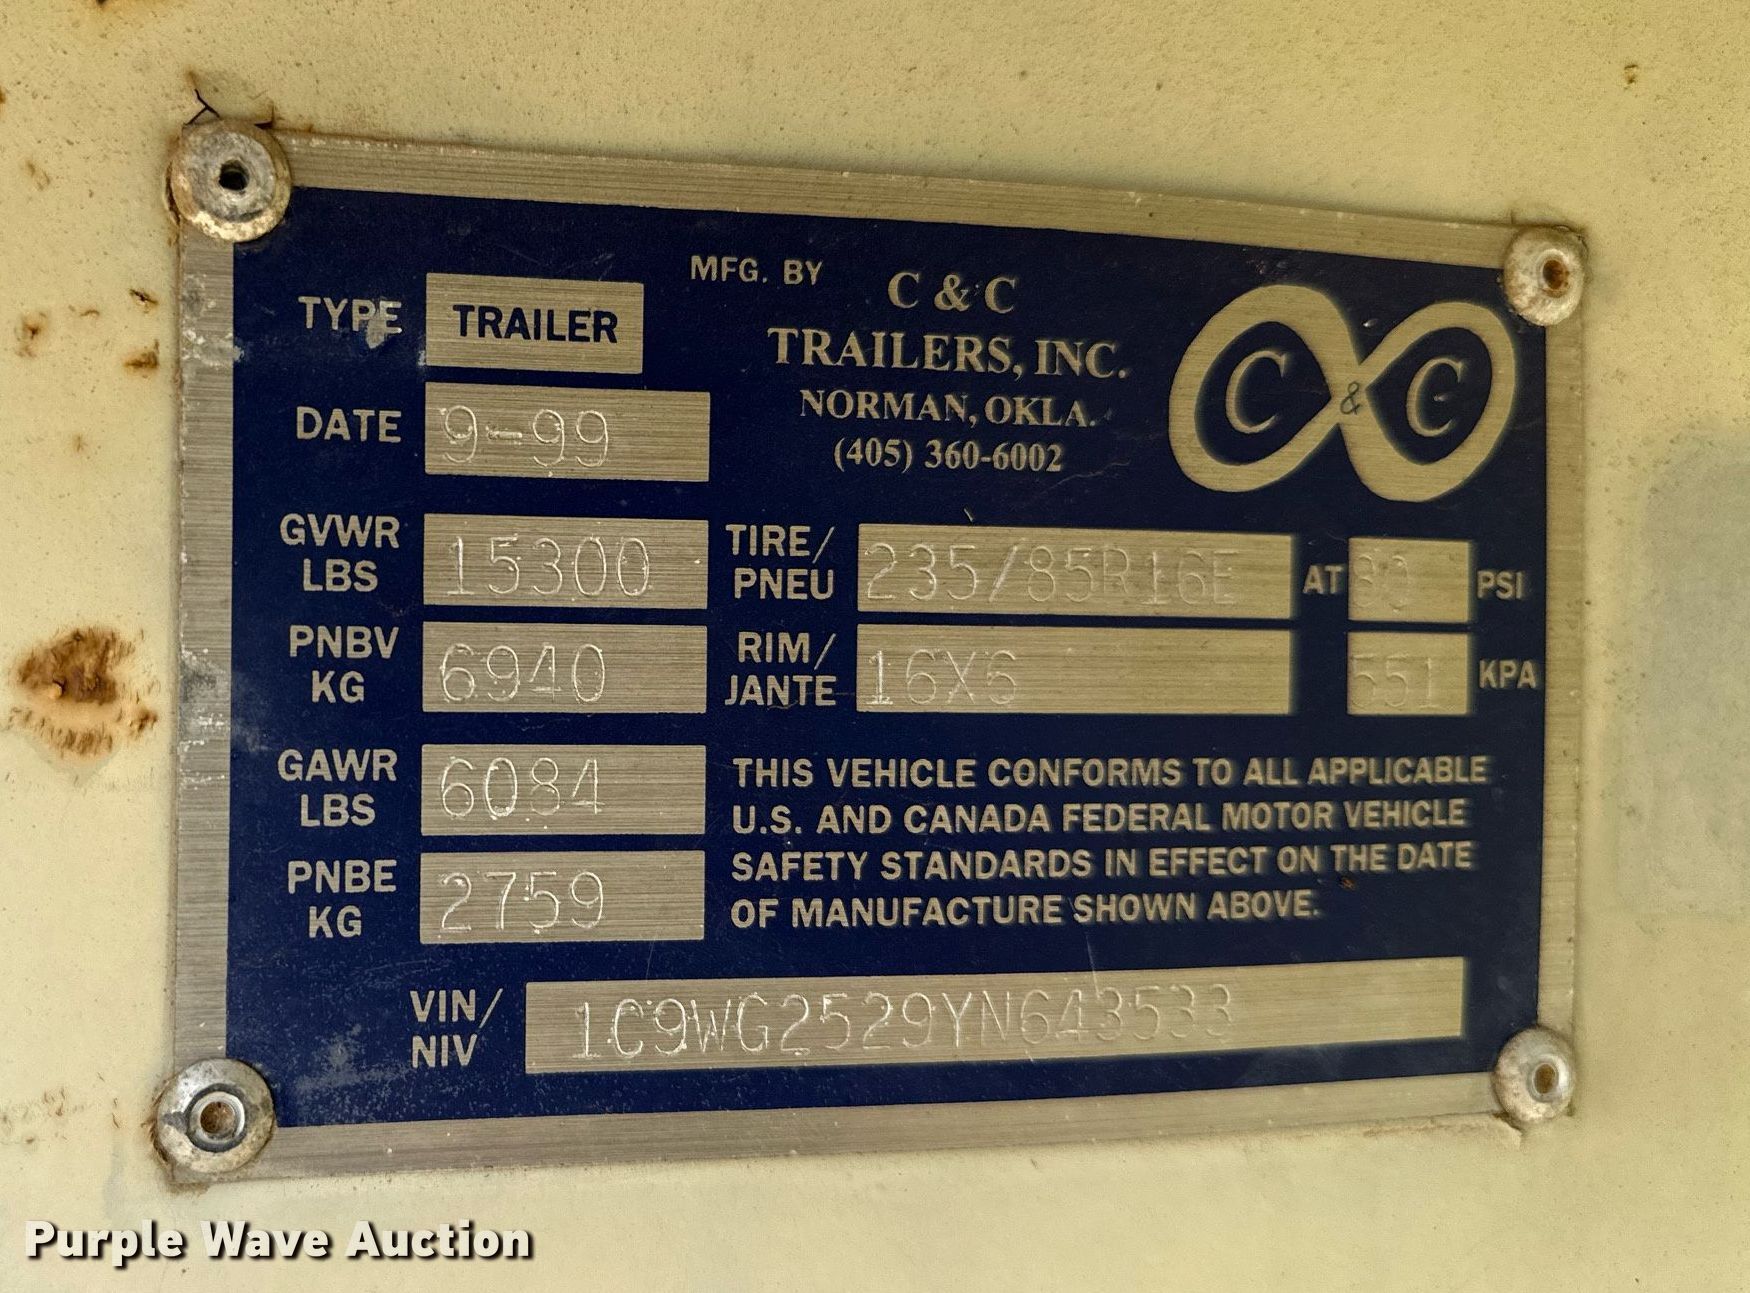 MFG. BY
C & C
TRAILERS, INC.
NORMAN, OKLA.
(405) 360-6002
C & C
TYPE TRAILER
DATE 9-99
GVWR LBS 15300
PNBV KG 6940
GAWR LBS 6084
PNBE KG 2759
TIRE/ PNEU 235/85R16E AT 80 PSI
RIM/ JANTE 16X6 551 KPA
THIS VEHICLE CONFORMS TO ALL APPLICABLE
U.S. AND CANADA FEDERAL MOTOR VEHICLE
SAFETY STANDARDS IN EFFECT ON THE DATE
OF MANUFACTURE SHOWN ABOVE.
VIN/ NIV 1C9WG2529YN643533
Purple Wave Auction